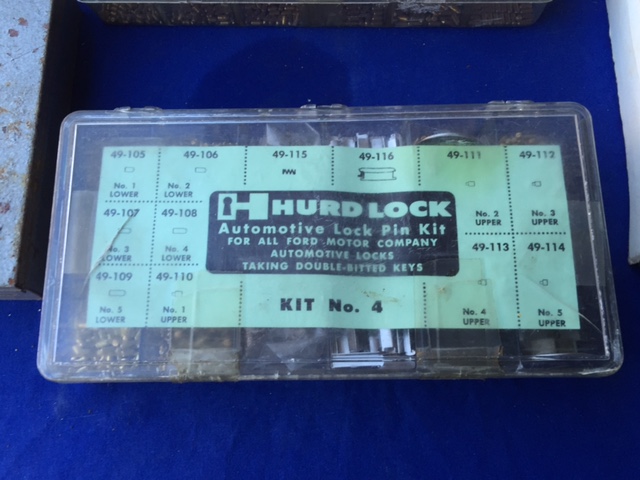 49-105 49-106 49-115 49-116 49-111 49-112
No. 1 LOWER No. 2 LOWER No. 2 UPPER No. 3 UPPER
HURD LOCK
Automotive Lock Pin Kit
FOR ALL FORD MOTOR COMPANY
AUTOMOTIVE LOCKS
TAKING DOUBLE-BITTED KEYS
49-107 49-108
No. 3 LOWER No. 4 LOWER
49-113 49-114
49-109 49-110
No. 5 LOWER No. 1 UPPER
No. 4 UPPER No. 5 UPPER
KIT No. 4